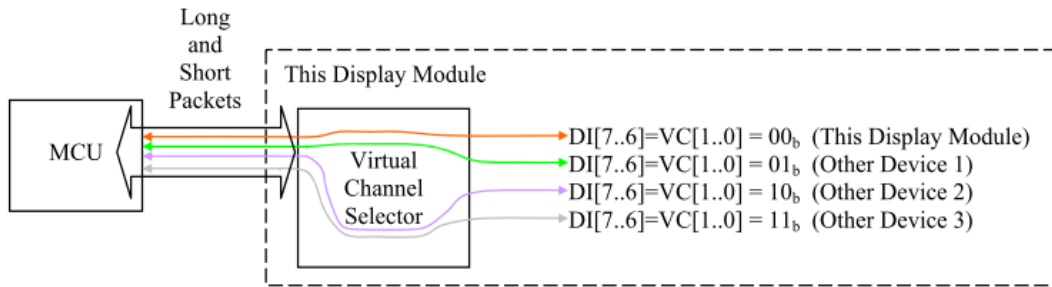 Long
and
Short
Packets
This Display Module
MCU
Virtual
Channel
Selector
DI[7..6]=VC[1..0] = 00b (This Display Module)
DI[7..6]=VC[1..0] = 01b (Other Device 1)
DI[7..6]=VC[1..0] = 10b (Other Device 2)
DI[7..6]=VC[1..0] = 11b (Other Device 3)